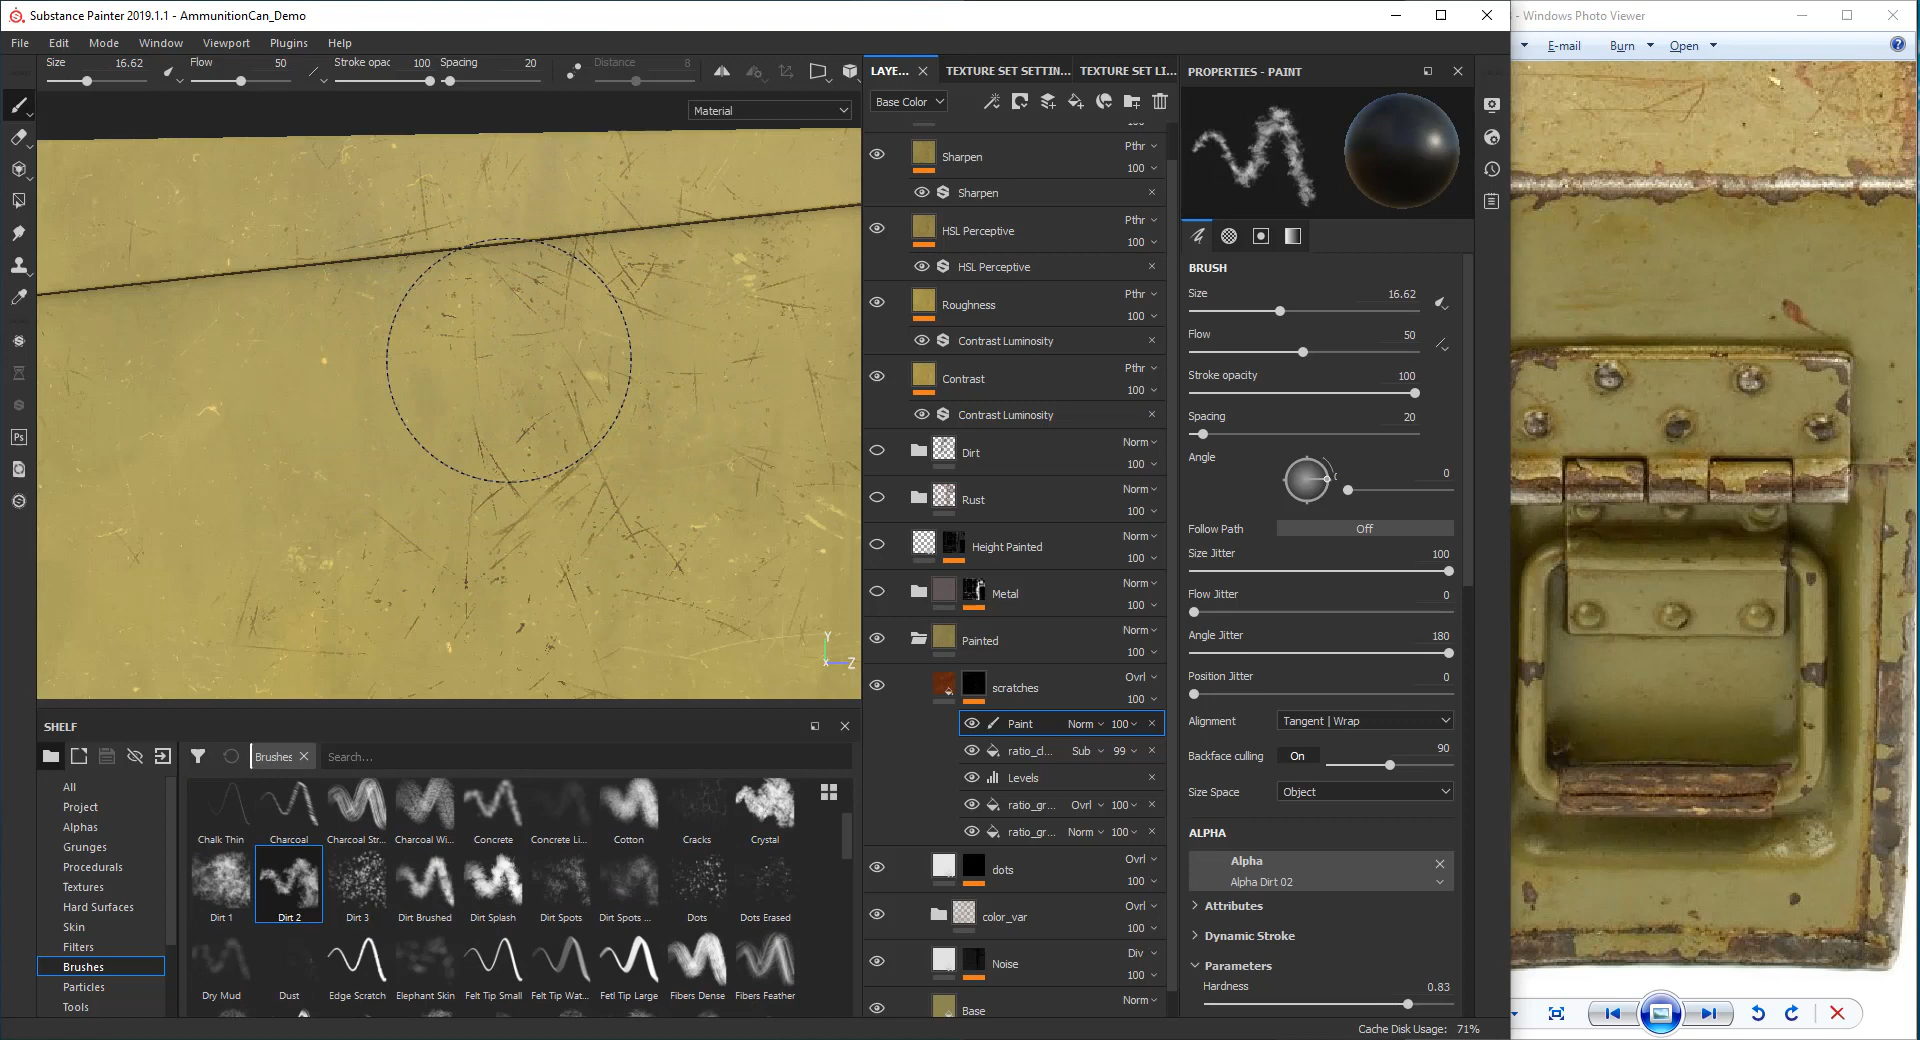 Substance Painter 2019.1.1 - AmmunitionCan_Demo
- Windows Photo Viewer
File Edit Mode Window Viewport Plugins Help
E-mail Burn Open
Size 16.62 Flow 50 Stroke opac 100 Spacing 20 Distance 8
Material
LAYE... TEXTURE SET SETTIN... TEXTURE SET LI...
Base Color
100
Sharpen Pthr
100
Sharpen
HSL Perceptive Pthr
100
HSL Perceptive
Roughness Pthr
100
Contrast Luminosity
Contrast Pthr
100
Contrast Luminosity
Dirt Norm
100
Rust Norm
100
Height Painted Norm
100
Metal Norm
100
Painted Norm
100
scratches Ovrl
100
Paint Norm 100
ratio_cl... Sub 99
Levels
ratio_gr... Ovrl 100
ratio_gr... Norm 100
dots Ovrl
100
color_var Ovrl
100
Noise Div
100
Base Norm
PROPERTIES - PAINT
BRUSH
Size 16.62
Flow 50
Stroke opacity 100
Spacing 20
Angle 0
Follow Path Off
Size Jitter 100
Flow Jitter 0
Angle Jitter 180
Position Jitter 0
Alignment Tangent | Wrap
Backface culling On 90
Size Space Object
ALPHA
Alpha
Alpha Dirt 02
Attributes
Dynamic Stroke
Parameters
Hardness 0.83
Y
X Z
SHELF
Brushes Search...
All
Project
Alphas
Grunges
Procedurals
Textures
Hard Surfaces
Skin
Filters
Brushes
Particles
Tools
Chalk Thin Charcoal Charcoal Str... Charcoal Wi... Concrete Concrete Li... Cotton Cracks Crystal
Dirt 1 Dirt 2 Dirt 3 Dirt Brushed Dirt Splash Dirt Spots Dirt Spots ... Dots Dots Erased
Dry Mud Dust Edge Scratch Elephant Skin Felt Tip Small Felt Tip Wat... Fetl Tip Large Fibers Dense Fibers Feather
Cache Disk Usage: 71%